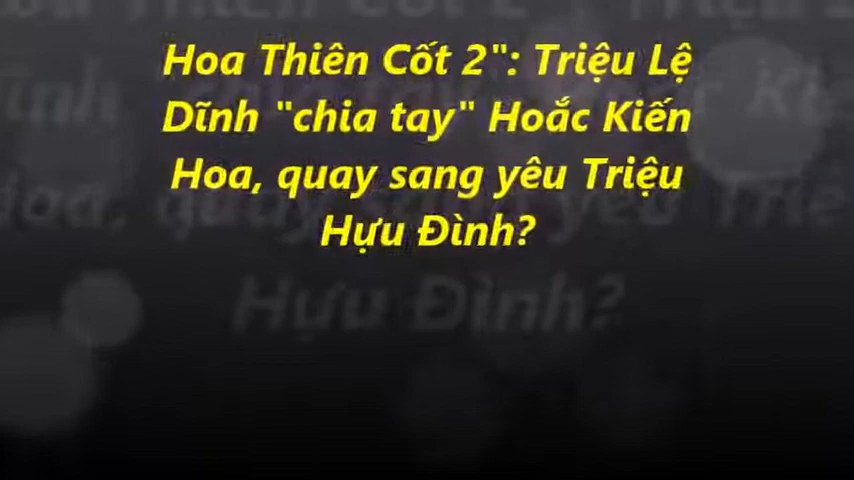 Hoa Thiên Cốt 2": Triệu Lệ
Dĩnh "chia tay" Hoắc Kiến
Hoa, quay sang yêu Triệu
Hựu Đình?